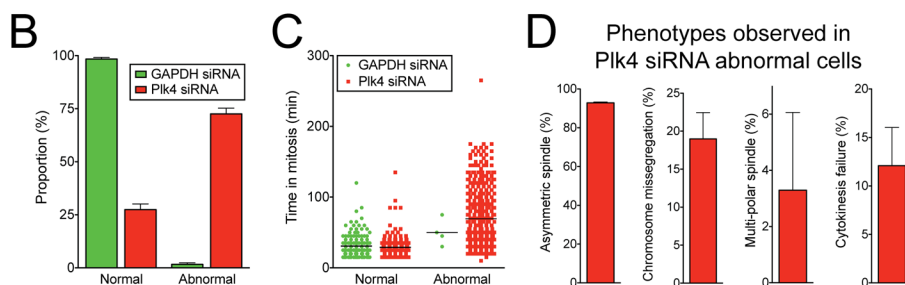 B
Proportion (%)
100
75
50
25
0
GAPDH siRNA
Plk4 siRNA
Normal
Abnormal
C
Time in mitosis (min)
300
200
100
0
GAPDH siRNA
Plk4 siRNA
Normal
Abnormal
D
Phenotypes observed in
Plk4 siRNA abnormal cells
Asymmetric spindle (%)
100
80
60
40
20
0
Chromosome missegregation (%)
25
20
15
10
5
0
Multi-polar spindle (%)
6
4
2
0
Cytokinesis failure (%)
20
15
10
5
0